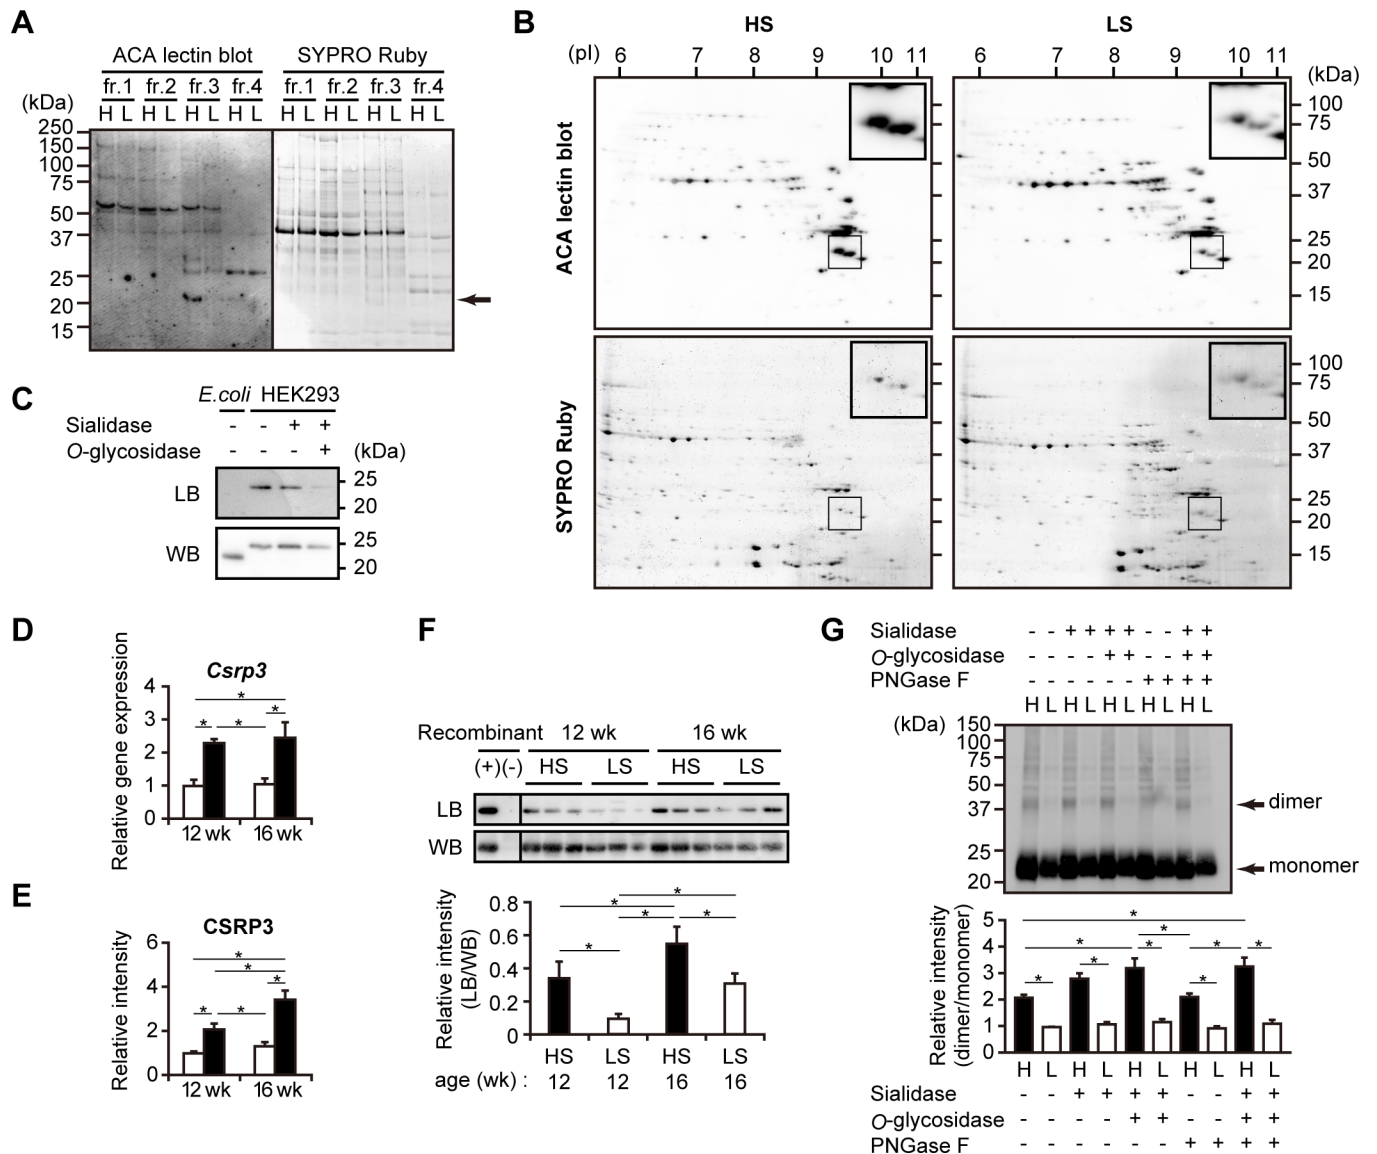 A
ACA lectin blot SYPRO Ruby
fr.1 fr.2 fr.3 fr.4 fr.1 fr.2 fr.3 fr.4
(kDa) H L H L H L H L H L H L H L H L
250
150
100
75
50
37
25
20
15
B
HS LS
(pI) 6 7 8 9 10 11 6 7 8 9 10 11
(kDa)
ACA lectin blot
100
75
50
37
25
20
15
SYPRO Ruby
100
75
50
37
25
20
15
C
E.coli HEK293
Sialidase - - + +
O-glycosidase - - - + (kDa)
LB 25
20
WB 25
20
D
Csrp3
Relative gene expression
4
3
2
1
0
* * * *
12 wk 16 wk
E
CSRP3
Relative intensity
6
4
2
0
* * * * *
12 wk 16 wk
F
Recombinant 12 wk 16 wk
(+)(-) HS LS HS LS
LB
WB
Relative intensity
(LB/WB)
0.8
0.6
0.4
0.2
0
* * * * *
HS LS HS LS
age (wk) : 12 12 16 16
G
Sialidase - - + + + + - - + +
O-glycosidase - - - - + + - - + +
PNGase F - - - - - - + + + +
H L H L H L H L H L
(kDa)
150
100
75
50
37
25
20
dimer
monomer
Relative intensity
(dimer/monomer)
5
4
3
2
1
0
* * * * * * * * *
H L H L H L H L H L
Sialidase - - + + + + - - + +
O-glycosidase - - - - + + - - + +
PNGase F - - - - - - + + + +